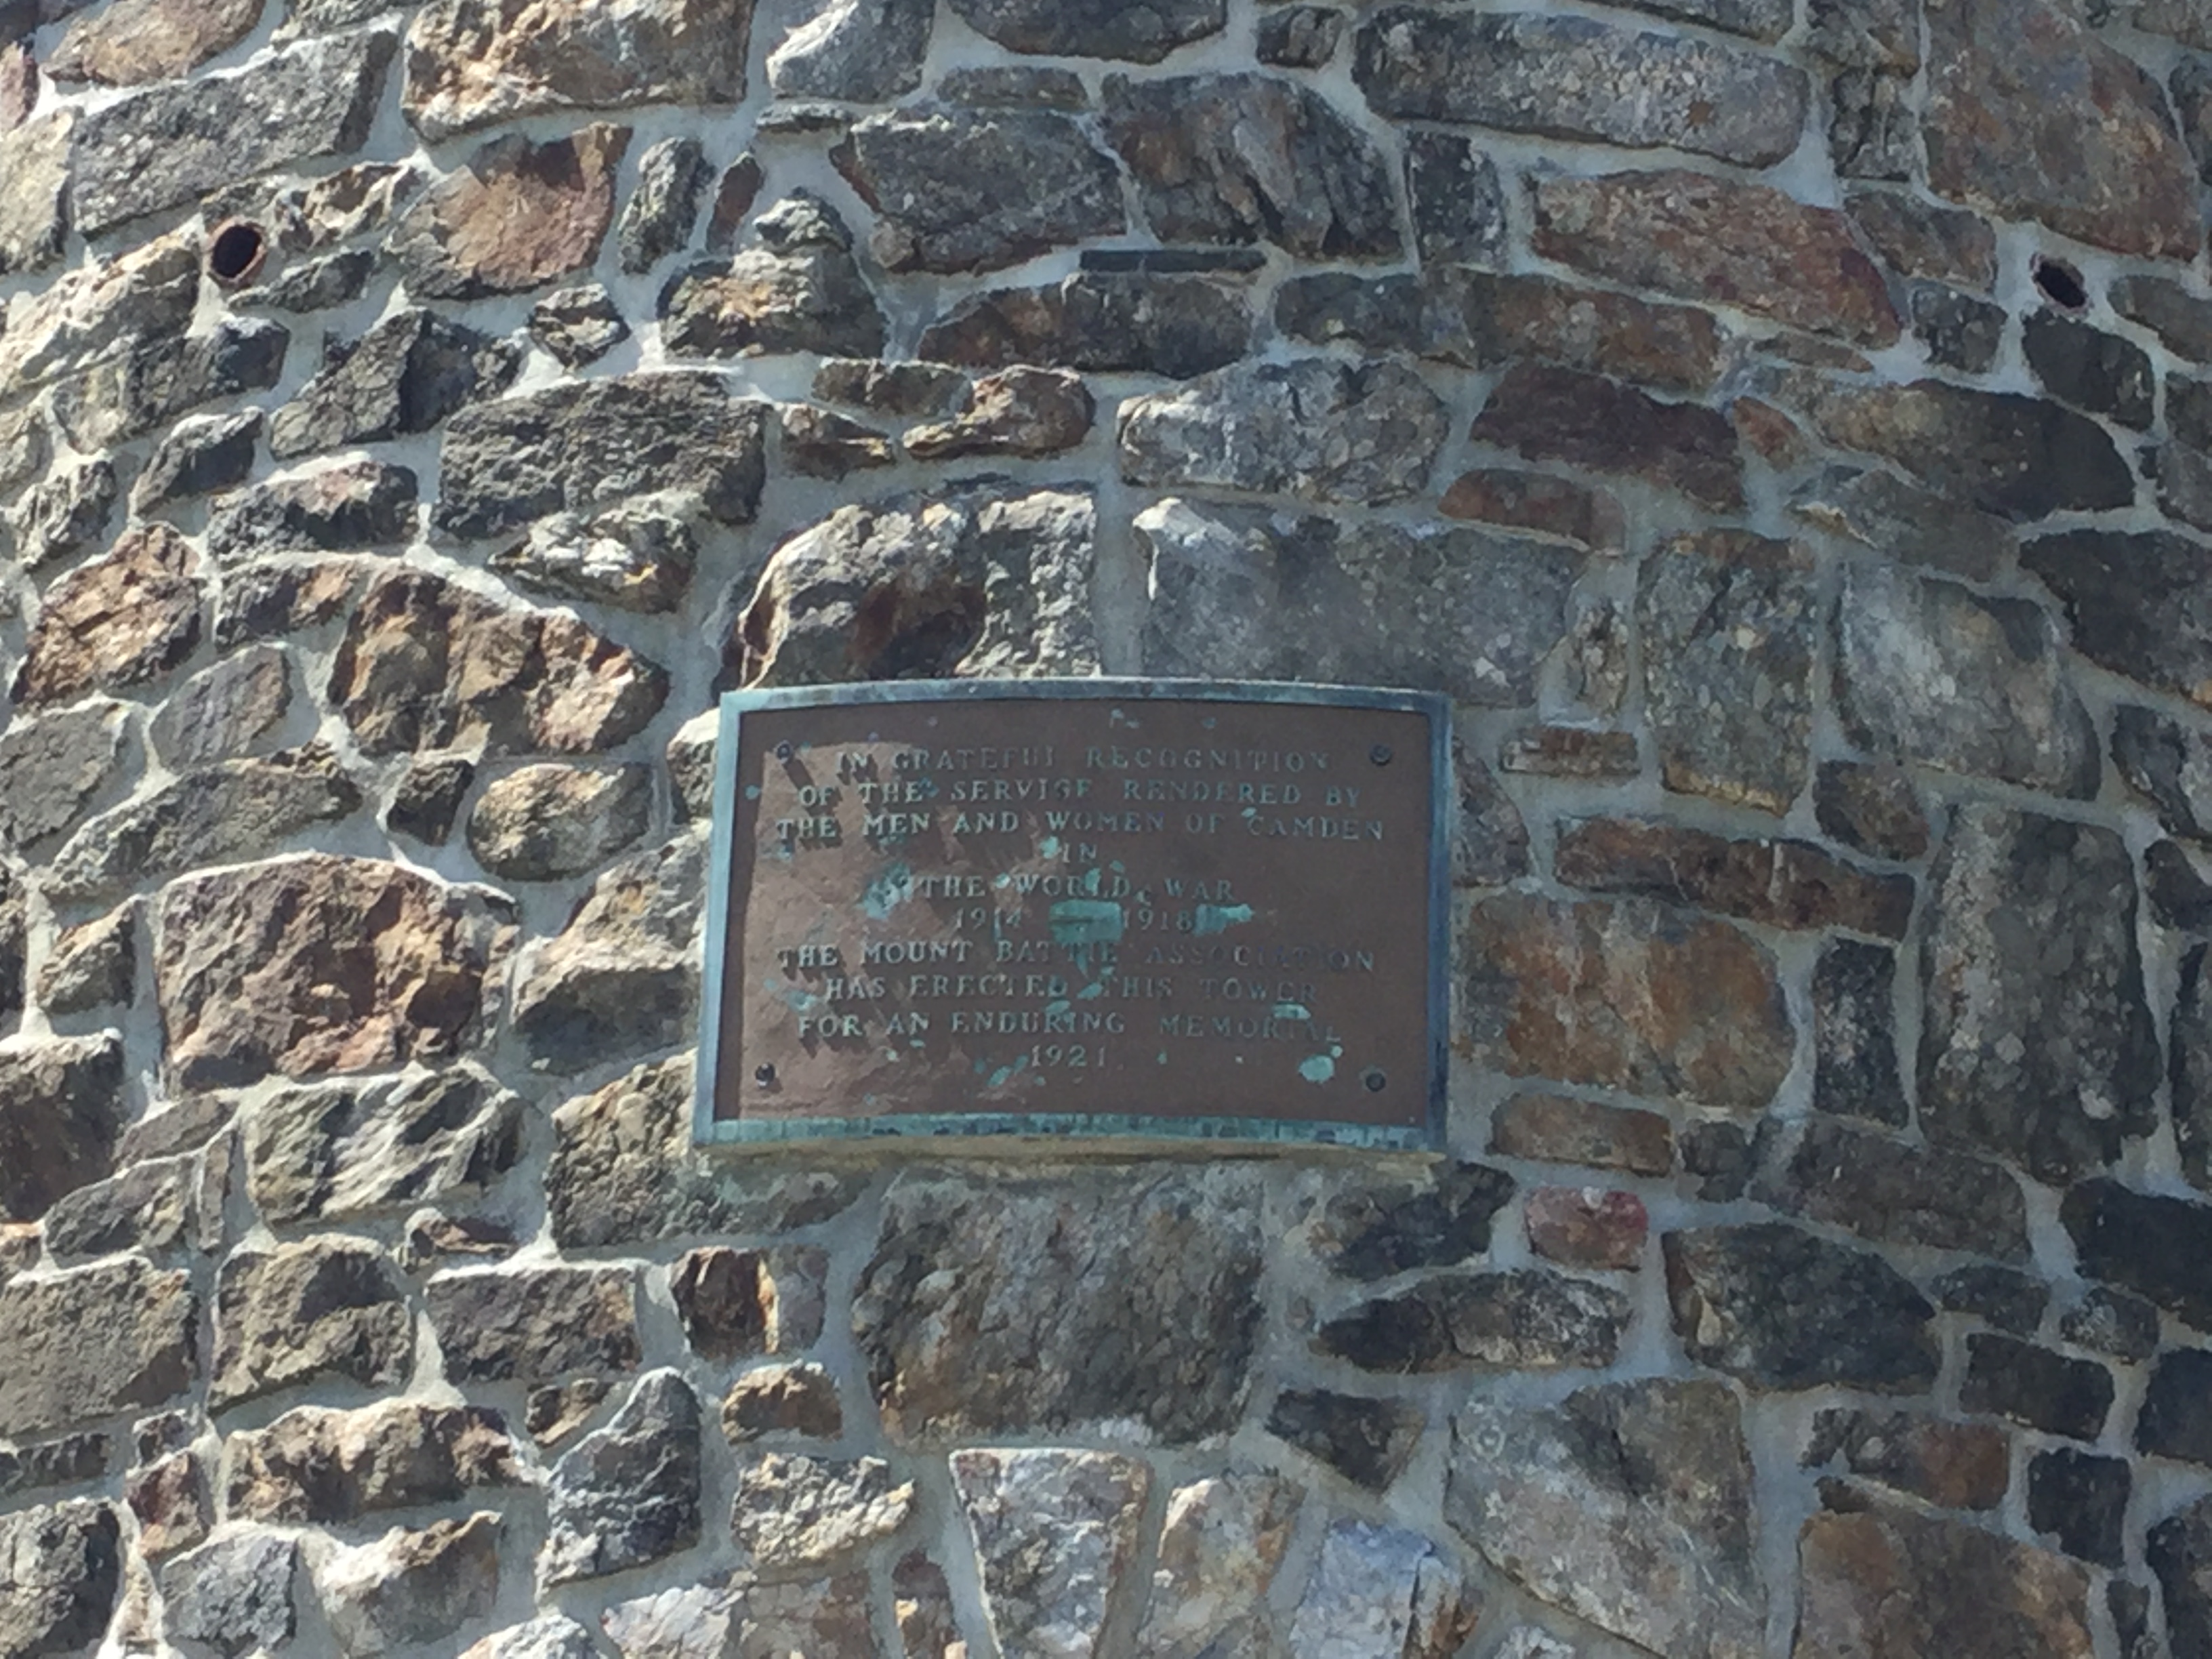 IN GRATEFUL RECOGNITION
OF THE SERVICE RENDERED BY
THE MEN AND WOMEN OF CAMDEN
IN
THE WORLD WAR
1914 - 1918
THE MOUNT BATTIE ASSOCIATION
HAS ERECTED THIS TOWER
FOR AN ENDURING MEMORIAL
1921